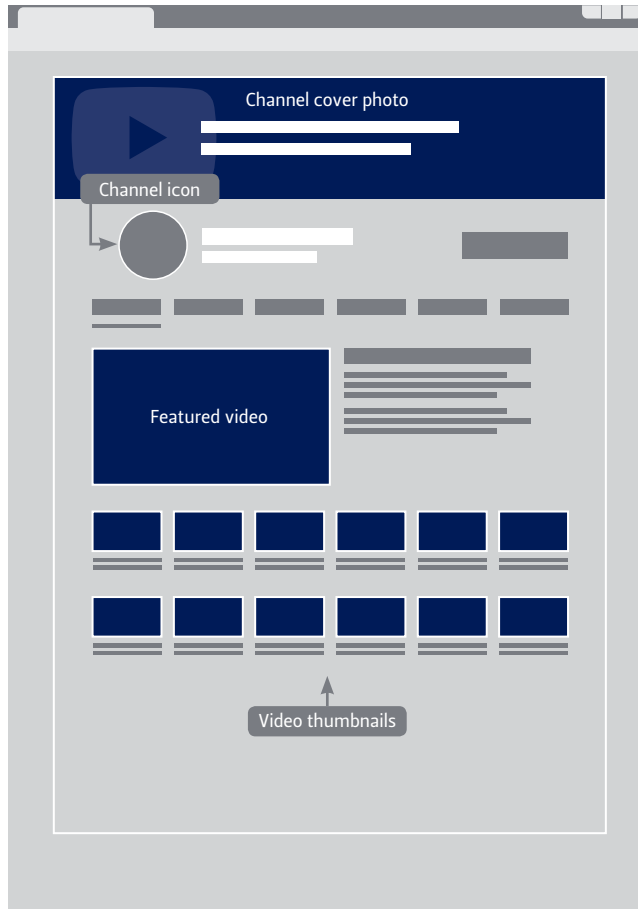 Channel cover photo
Channel icon
Featured video
Video thumbnails